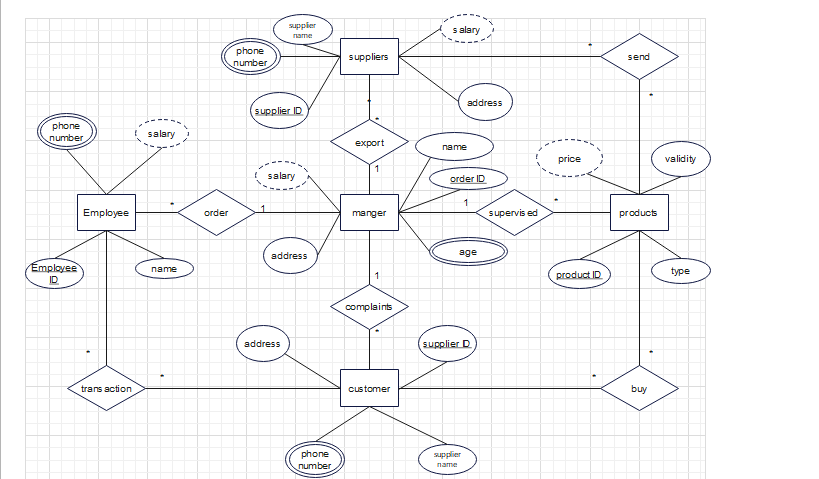 supplier
name
salary
phone
number
suppliers
*
send
supplier ID
*
address
*
*
export
phone
number
salary
name
price
validity
1
salary
order ID
*
1
*
Employee
order
1
manger
supervised
products
address
age
Employee
ID
name
product ID
type
1
complaints
*
address
supplier ID
*
*
*
*
transaction
customer
buy
phone
number
supplier
name